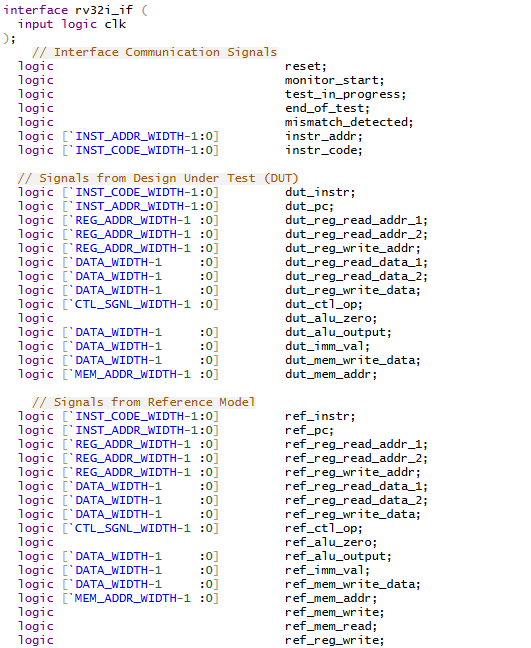 interface rv32i_if (
  input logic clk
);
    // Interface Communication Signals
  logic                                reset;
  logic                                monitor_start;
  logic                                test_in_progress;
  logic                                end_of_test;
  logic                                mismatch_detected;
  logic [`INST_ADDR_WIDTH-1:0]         instr_addr;
  logic [`INST_CODE_WIDTH-1:0]         instr_code;

  // Signals from Design Under Test (DUT)
  logic [`INST_CODE_WIDTH-1:0]         dut_instr;
  logic [`INST_ADDR_WIDTH-1:0]         dut_pc;
  logic [`REG_ADDR_WIDTH-1 :0]         dut_reg_read_addr_1;
  logic [`REG_ADDR_WIDTH-1 :0]         dut_reg_read_addr_2;
  logic [`REG_ADDR_WIDTH-1 :0]         dut_reg_write_addr;
  logic [`DATA_WIDTH-1     :0]         dut_reg_read_data_1;
  logic [`DATA_WIDTH-1     :0]         dut_reg_read_data_2;
  logic [`DATA_WIDTH-1     :0]         dut_reg_write_data;
  logic [`CTL_SGNL_WIDTH-1 :0]         dut_ctl_op;
  logic                                dut_alu_zero;
  logic [`DATA_WIDTH-1     :0]         dut_alu_output;
  logic [`DATA_WIDTH-1     :0]         dut_imm_val;
  logic [`DATA_WIDTH-1     :0]         dut_mem_write_data;
  logic [`MEM_ADDR_WIDTH-1 :0]         dut_mem_addr;

    // Signals from Reference Model
  logic [`INST_CODE_WIDTH-1:0]         ref_instr;
  logic [`INST_ADDR_WIDTH-1:0]         ref_pc;
  logic [`REG_ADDR_WIDTH-1 :0]         ref_reg_read_addr_1;
  logic [`REG_ADDR_WIDTH-1 :0]         ref_reg_read_addr_2;
  logic [`REG_ADDR_WIDTH-1 :0]         ref_reg_write_addr;
  logic [`DATA_WIDTH-1     :0]         ref_reg_read_data_1;
  logic [`DATA_WIDTH-1     :0]         ref_reg_read_data_2;
  logic [`DATA_WIDTH-1     :0]         ref_reg_write_data;
  logic [`CTL_SGNL_WIDTH-1 :0]         ref_ctl_op;
  logic                                ref_alu_zero;
  logic [`DATA_WIDTH-1     :0]         ref_alu_output;
  logic [`DATA_WIDTH-1     :0]         ref_imm_val;
  logic [`DATA_WIDTH-1     :0]         ref_mem_write_data;
  logic [`MEM_ADDR_WIDTH-1 :0]         ref_mem_addr;
  logic                                ref_mem_write;
  logic                                ref_mem_read;
  logic                                ref_reg_write;